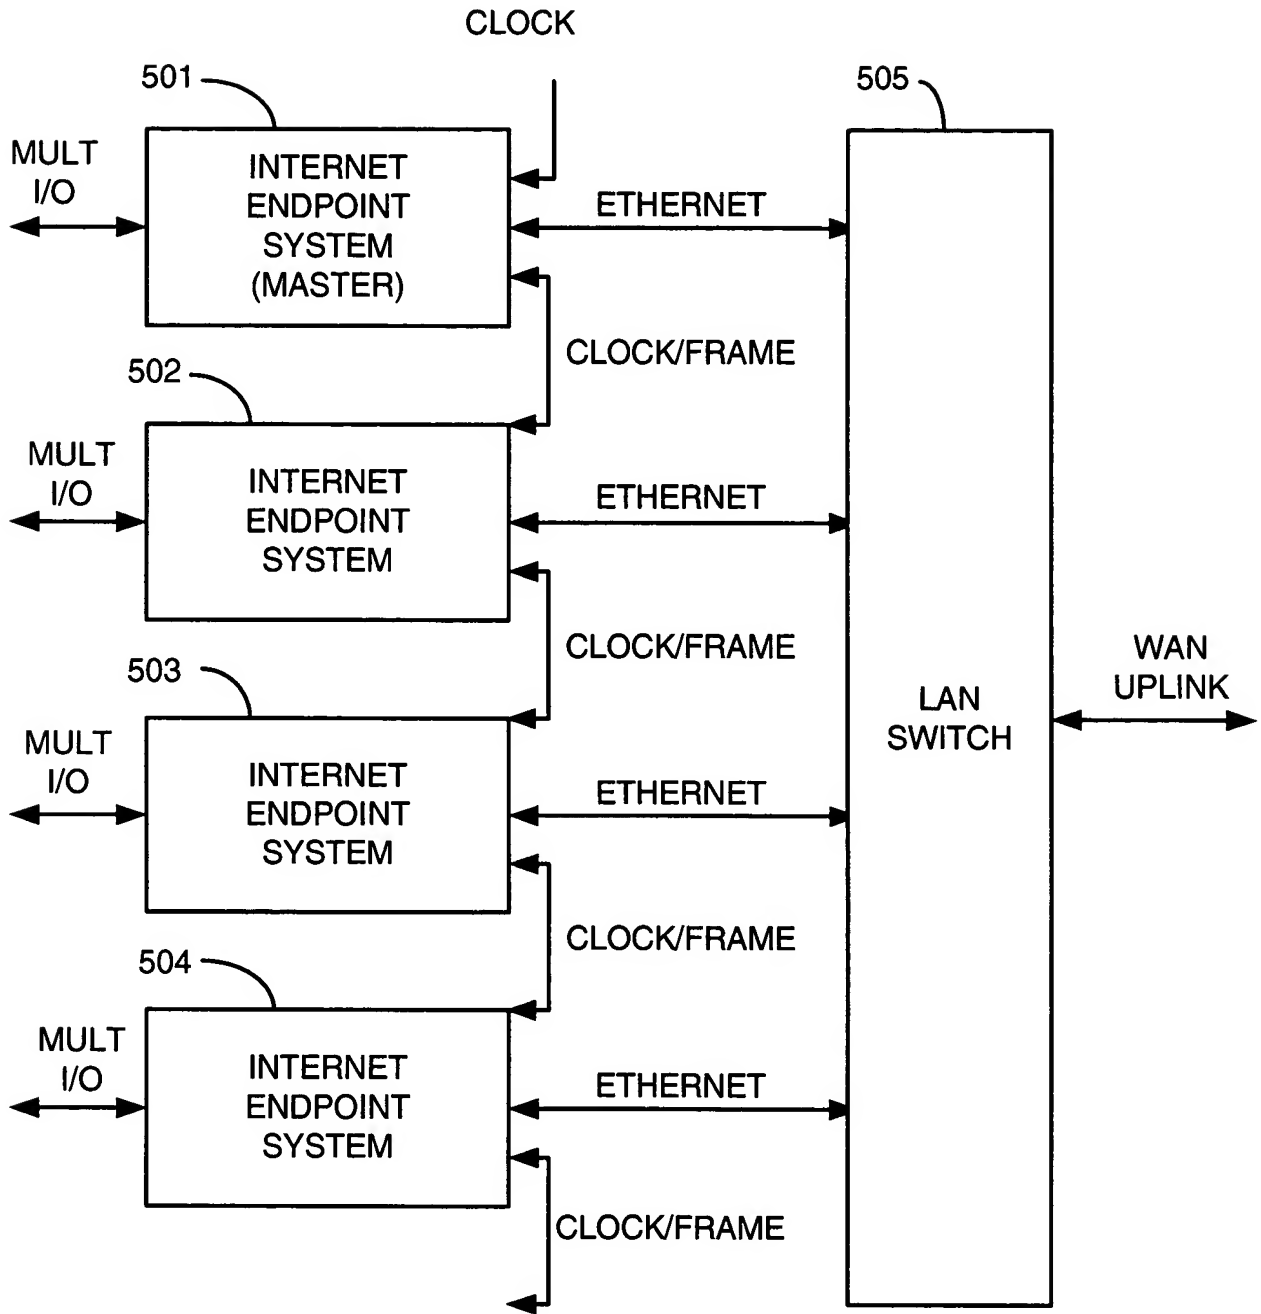 CLOCK
501
505
MULT
I/O
INTERNET
ENDPOINT
SYSTEM
(MASTER)
ETHERNET
CLOCK/FRAME
502
MULT
I/O
INTERNET
ENDPOINT
SYSTEM
ETHERNET
CLOCK/FRAME
503
MULT
I/O
INTERNET
ENDPOINT
SYSTEM
ETHERNET
CLOCK/FRAME
504
MULT
I/O
INTERNET
ENDPOINT
SYSTEM
ETHERNET
CLOCK/FRAME
LAN
SWITCH
WAN
UPLINK